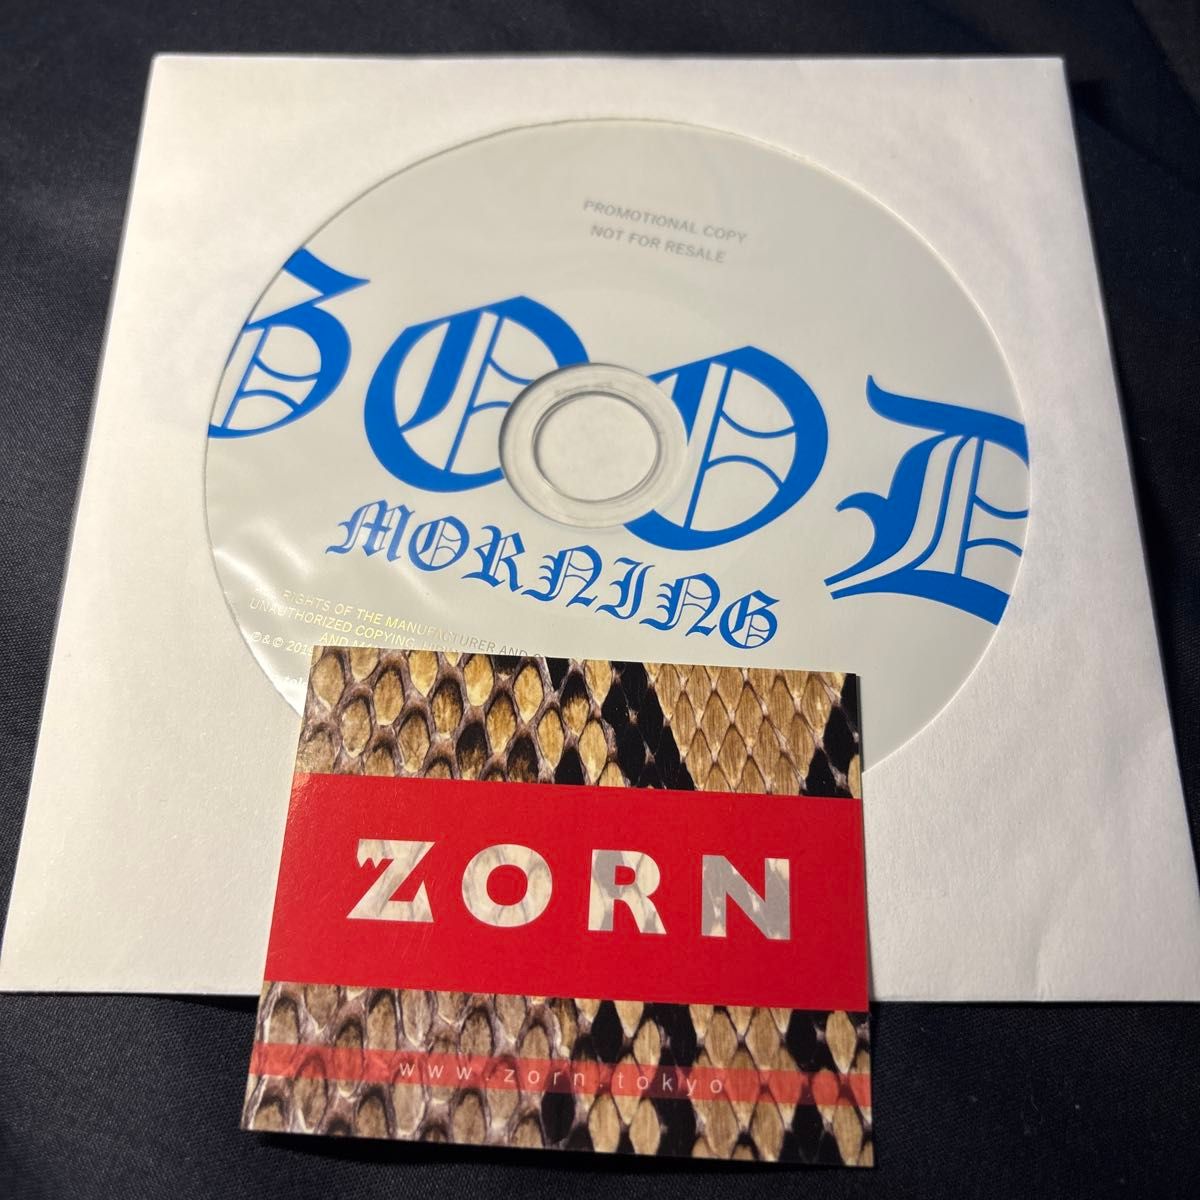 PROMOTIONAL COPY
NOT FOR RESALE
GOOD
MORNING
RIGHTS OF THE MANUFACTURER AND
UNAUTHORIZED COPYING
AND
ZORN
www.zorn.tokyo